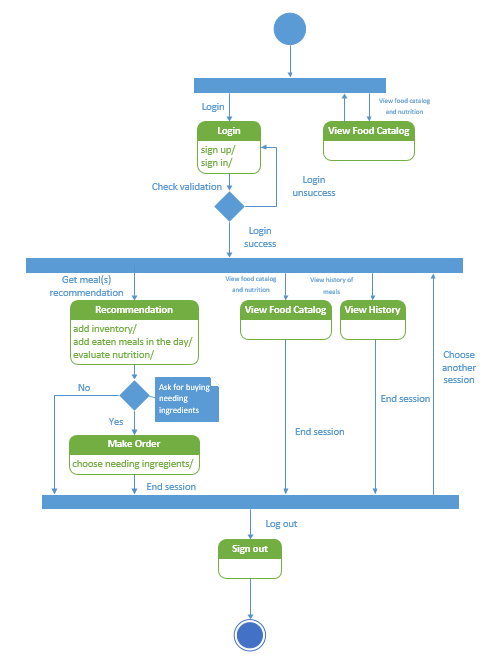 View food catalog
and nutrition
Login
Login
View Food Catalog
sign up/
sign in/
Check validation
Login
unsuccess
Login
success
Get meal(s)
recommendation
View food catalog
and nutrition
View history of
meals
Recommendation
View Food Catalog
View History
add inventory/
add eaten meals in the day/
evaluate nutrition/
Choose
another
session
No
Ask for buying
needing
ingredients
End session
Yes
End session
Make Order
choose needing ingregients/
End session
Log out
Sign out